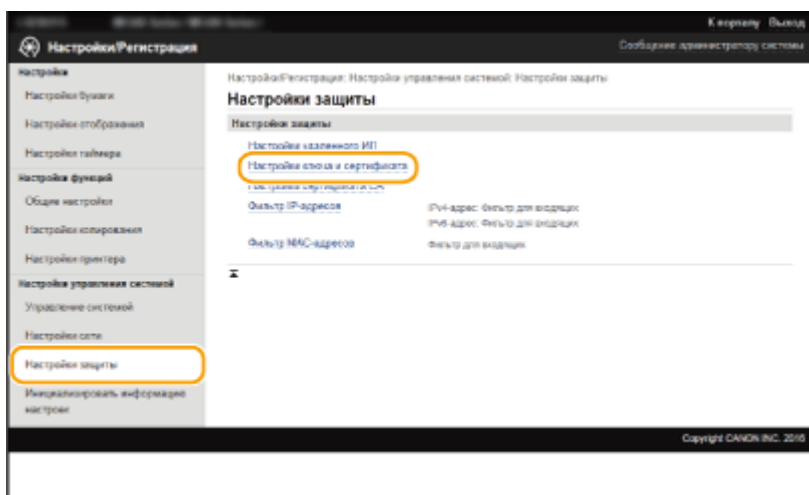 К порталу Выход
Настройки/Регистрация
Сообщение администратору системы
Настройки
Настройки бумаги
Настройки отображения
Настройки таймера
Настройки функций
Общие настройки
Настройки копирования
Настройки принтера
Настройки управления системой
Управление системой
Настройки сети
Настройки защиты
Инициализировать информацию
настроек
Настройки/Регистрация: Настройки управления системой: Настройки защиты
Настройки защиты
Настройки защиты
Настройки удаленного ИП
Настройки ключа и сертификата
Настройки сертификата CA
Фильтр IP-адресов
IPv4-адрес: Фильтр для входящих
IPv6-адрес: Фильтр для входящих
Фильтр MAC-адресов
Фильтр для входящих
Copyright CANON INC. 2016